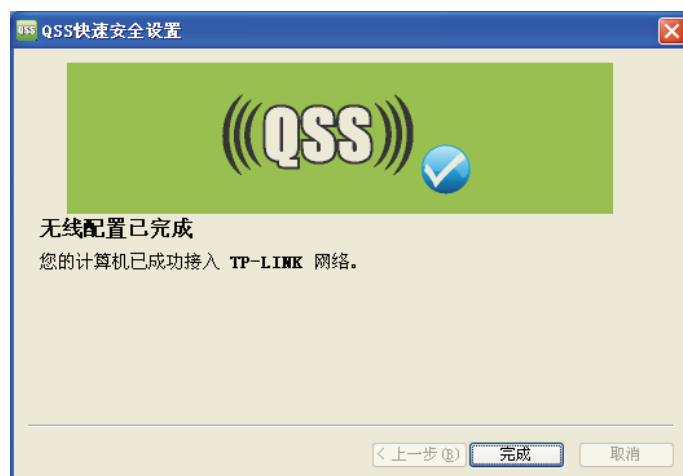 QSS QSS快速安全设置
(((QSS)))
无线配置已完成
您的计算机已成功接入 TP-LINK 网络。
< 上一步(B) 完成 取消